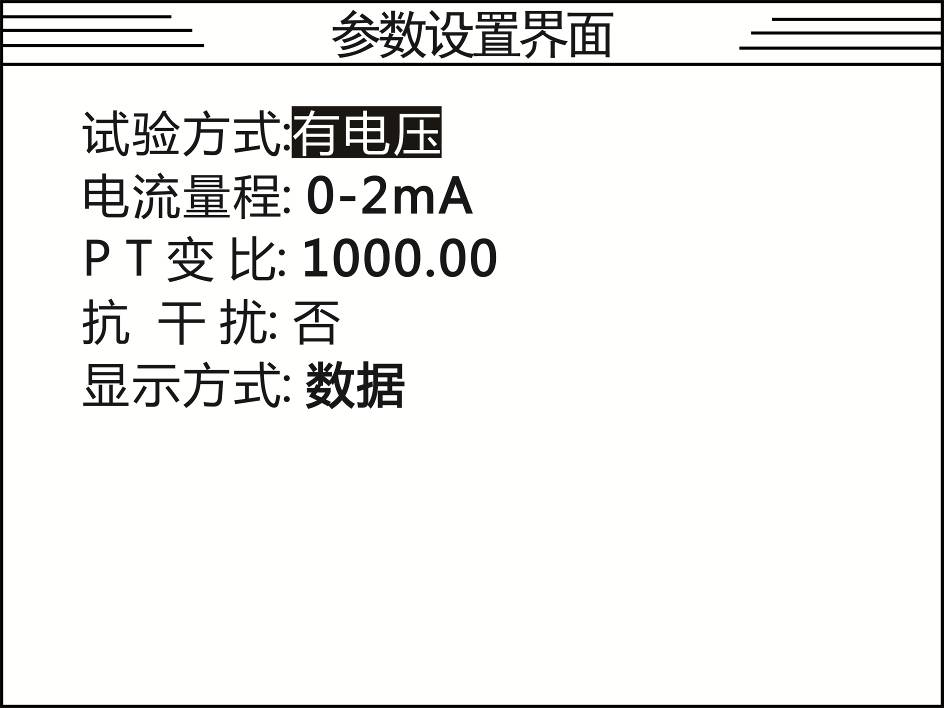 参数设置界面
试验方式:有电压
电流量程: 0-2mA
P T 变 比: 1000.00
抗 干 扰: 否
显示方式: 数据